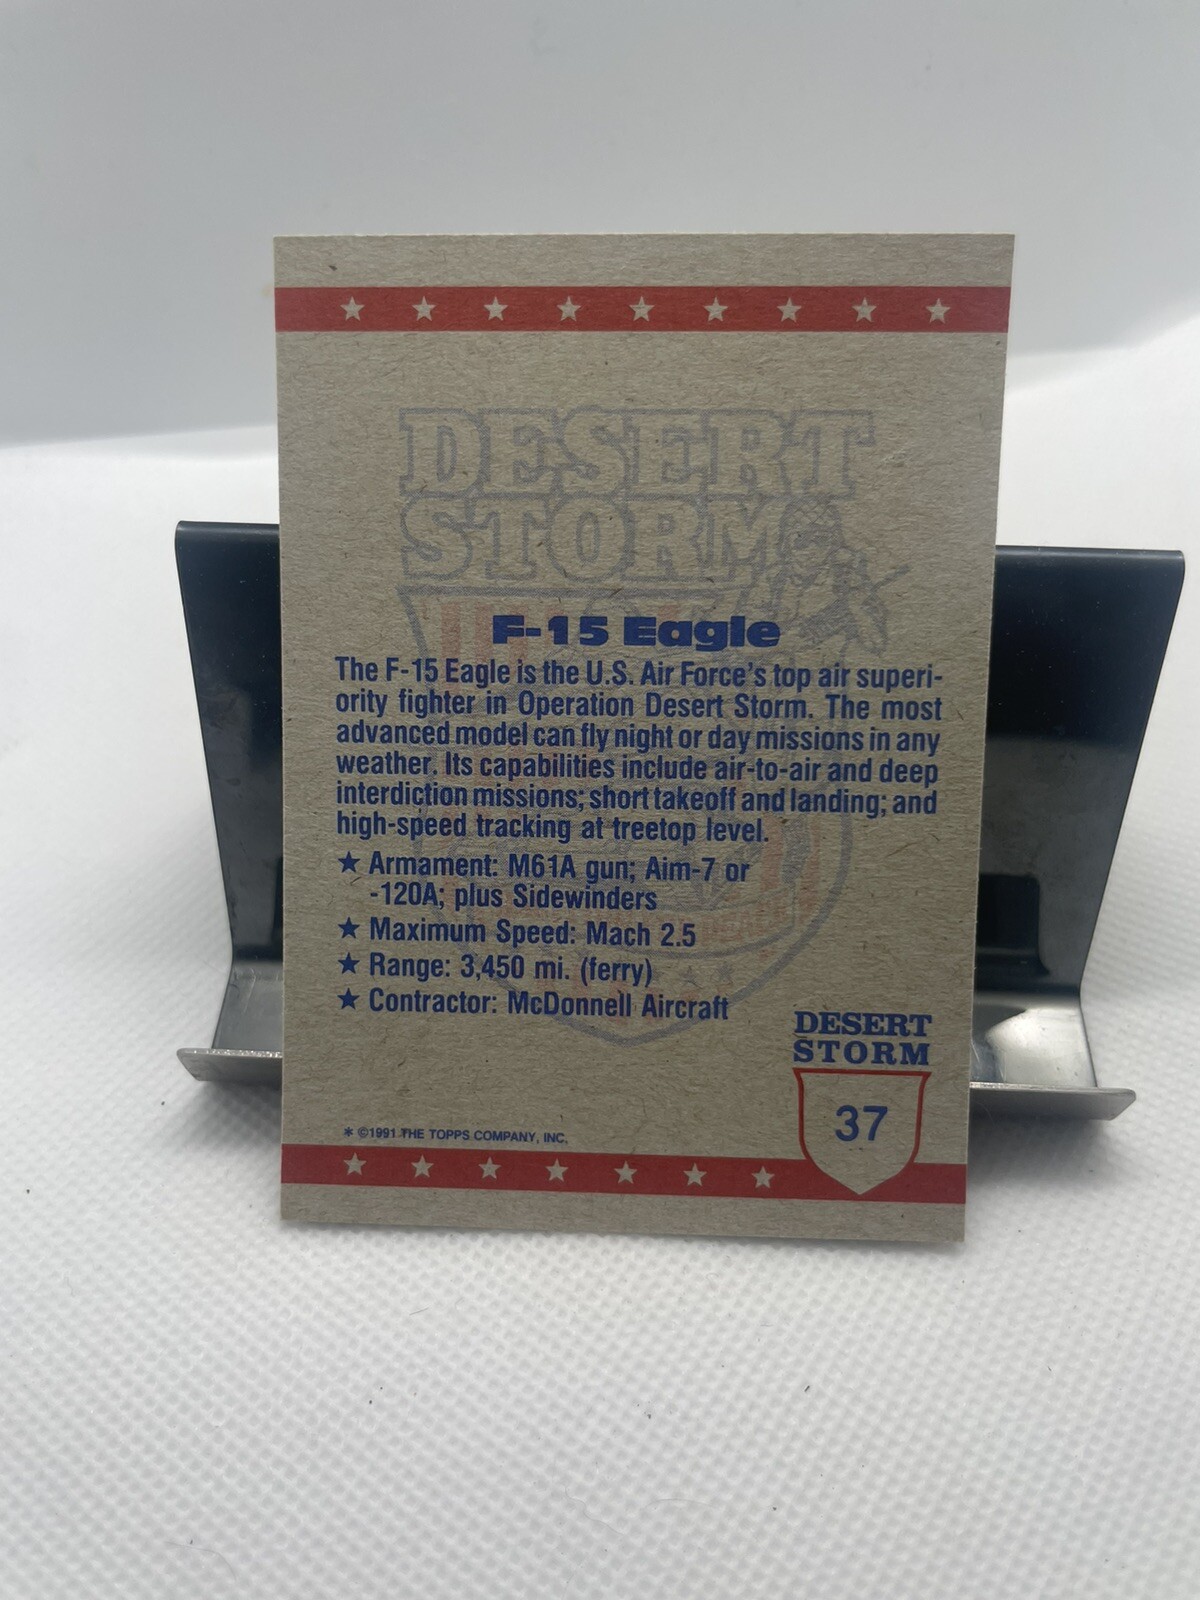 DESERT
STORM
F-15 Eagle
The F-15 Eagle is the U.S. Air Force's top air superi-
ority fighter in Operation Desert Storm. The most
advanced model can fly night or day missions in any
weather. Its capabilities include air-to-air and deep
interdiction missions; short takeoff and landing; and
high-speed tracking at treetop level.
★ Armament: M61A gun; Aim-7 or
-120A; plus Sidewinders
★ Maximum Speed: Mach 2.5
★ Range: 3,450 mi. (ferry)
★ Contractor: McDonnell Aircraft
DESERT
STORM
37
* ©1991 THE TOPPS COMPANY, INC.